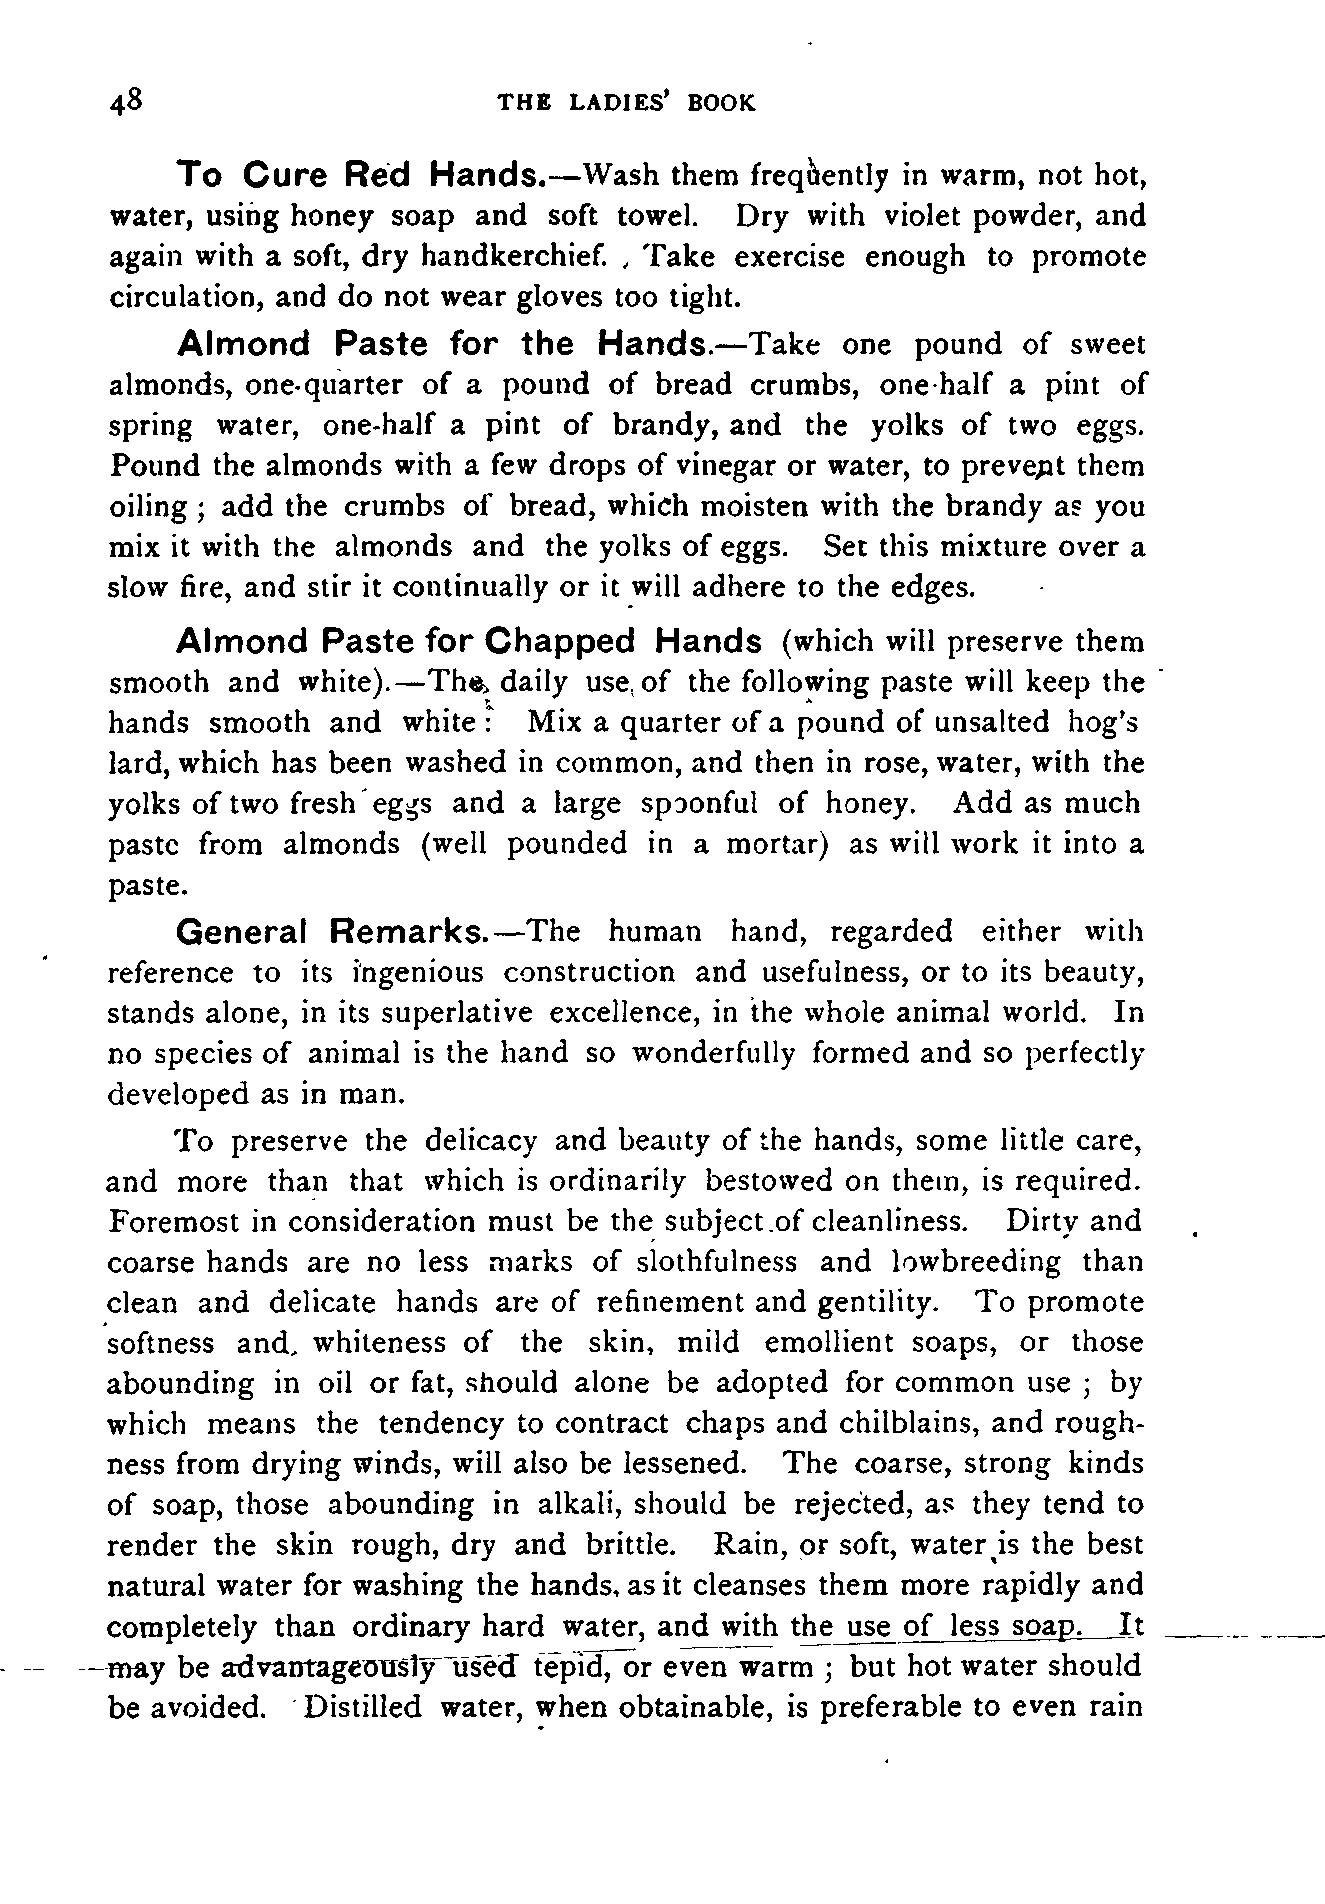 48 THE LADIES' BOOK
To Cure Red Hands.—Wash them frequently in warm, not hot,
water, using honey soap and soft towel. Dry with violet powder, and
again with a soft, dry handkerchief. Take exercise enough to promote
circulation, and do not wear gloves too tight.
Almond Paste for the Hands.—Take one pound of sweet
almonds, one-quarter of a pound of bread crumbs, one-half a pint of
spring water, one-half a pint of brandy, and the yolks of two eggs.
Pound the almonds with a few drops of vinegar or water, to prevent them
oiling ; add the crumbs of bread, which moisten with the brandy as you
mix it with the almonds and the yolks of eggs. Set this mixture over a
slow fire, and stir it continually or it will adhere to the edges.
Almond Paste for Chapped Hands (which will preserve them
smooth and white).—The daily use of the following paste will keep the
hands smooth and white : Mix a quarter of a pound of unsalted hog's
lard, which has been washed in common, and then in rose, water, with the
yolks of two fresh eggs and a large spoonful of honey. Add as much
paste from almonds (well pounded in a mortar) as will work it into a
paste.
General Remarks.—The human hand, regarded either with
reference to its ingenious construction and usefulness, or to its beauty,
stands alone, in its superlative excellence, in the whole animal world. In
no species of animal is the hand so wonderfully formed and so perfectly
developed as in man.
To preserve the delicacy and beauty of the hands, some little care,
and more than that which is ordinarily bestowed on them, is required.
Foremost in consideration must be the subject of cleanliness. Dirty and
coarse hands are no less marks of slothfulness and lowbreeding than
clean and delicate hands are of refinement and gentility. To promote
softness and whiteness of the skin, mild emollient soaps, or those
abounding in oil or fat, should alone be adopted for common use ; by
which means the tendency to contract chaps and chilblains, and rough-
ness from drying winds, will also be lessened. The coarse, strong kinds
of soap, those abounding in alkali, should be rejected, as they tend to
render the skin rough, dry and brittle. Rain, or soft, water is the best
natural water for washing the hands, as it cleanses them more rapidly and
completely than ordinary hard water, and with the use of less soap. It
may be advantageously used tepid, or even warm ; but hot water should
be avoided. Distilled water, when obtainable, is preferable to even rain